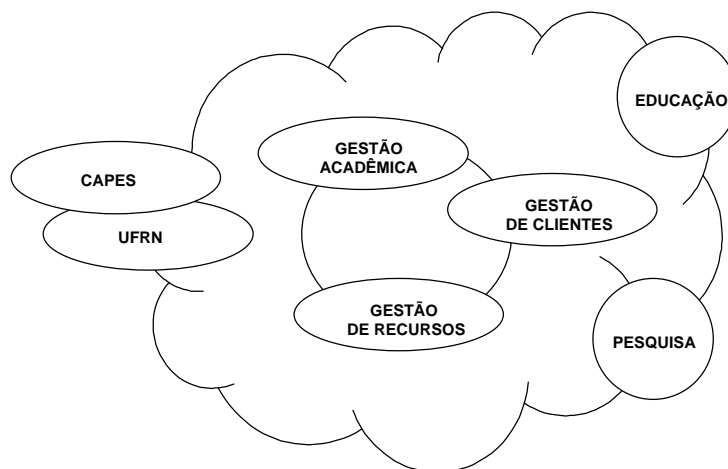 EDUCAÇÃO
GESTÃO
ACADÊMICA
CAPES
GESTÃO
DE CLIENTES
UFRN
GESTÃO
DE RECURSOS
PESQUISA